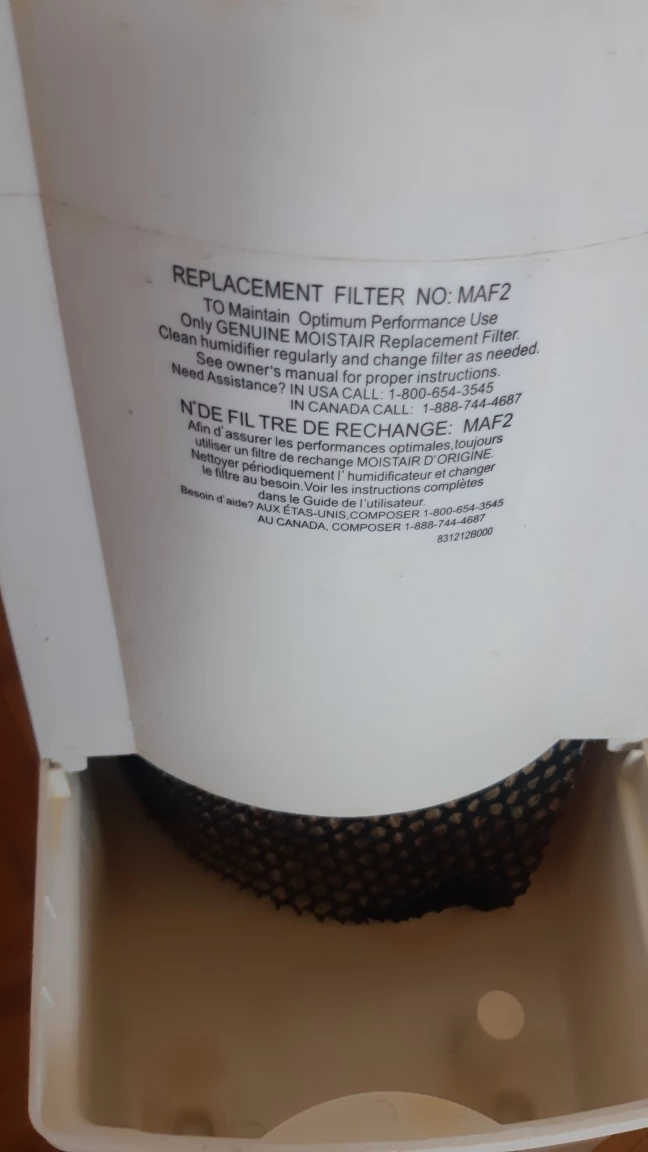 REPLACEMENT FILTER NO: MAF2
TO Maintain Optimum Performance Use
Only GENUINE MOISTAIR Replacement Filter.
Clean humidifier regularly and change filter as needed.
See owner's manual for proper instructions.
Need Assistance? IN USA CALL: 1-800-654-3545
IN CANADA CALL: 1-888-744-4687
N°DE FIL TRE DE RECHANGE: MAF2
Afin d'assurer les performances optimales,toujours
utiliser un filtre de rechange MOISTAIR D'ORIGINE.
Nettoyer périodiquement l' humidificateur et changer
le filtre au besoin.Voir les instructions complètes
dans le Guide de l'utilisateur.
Besoin d'aide? AUX ÉTAS-UNIS,COMPOSER 1-800-654-3545
AU CANADA, COMPOSER 1-888-744-4687
831212B000